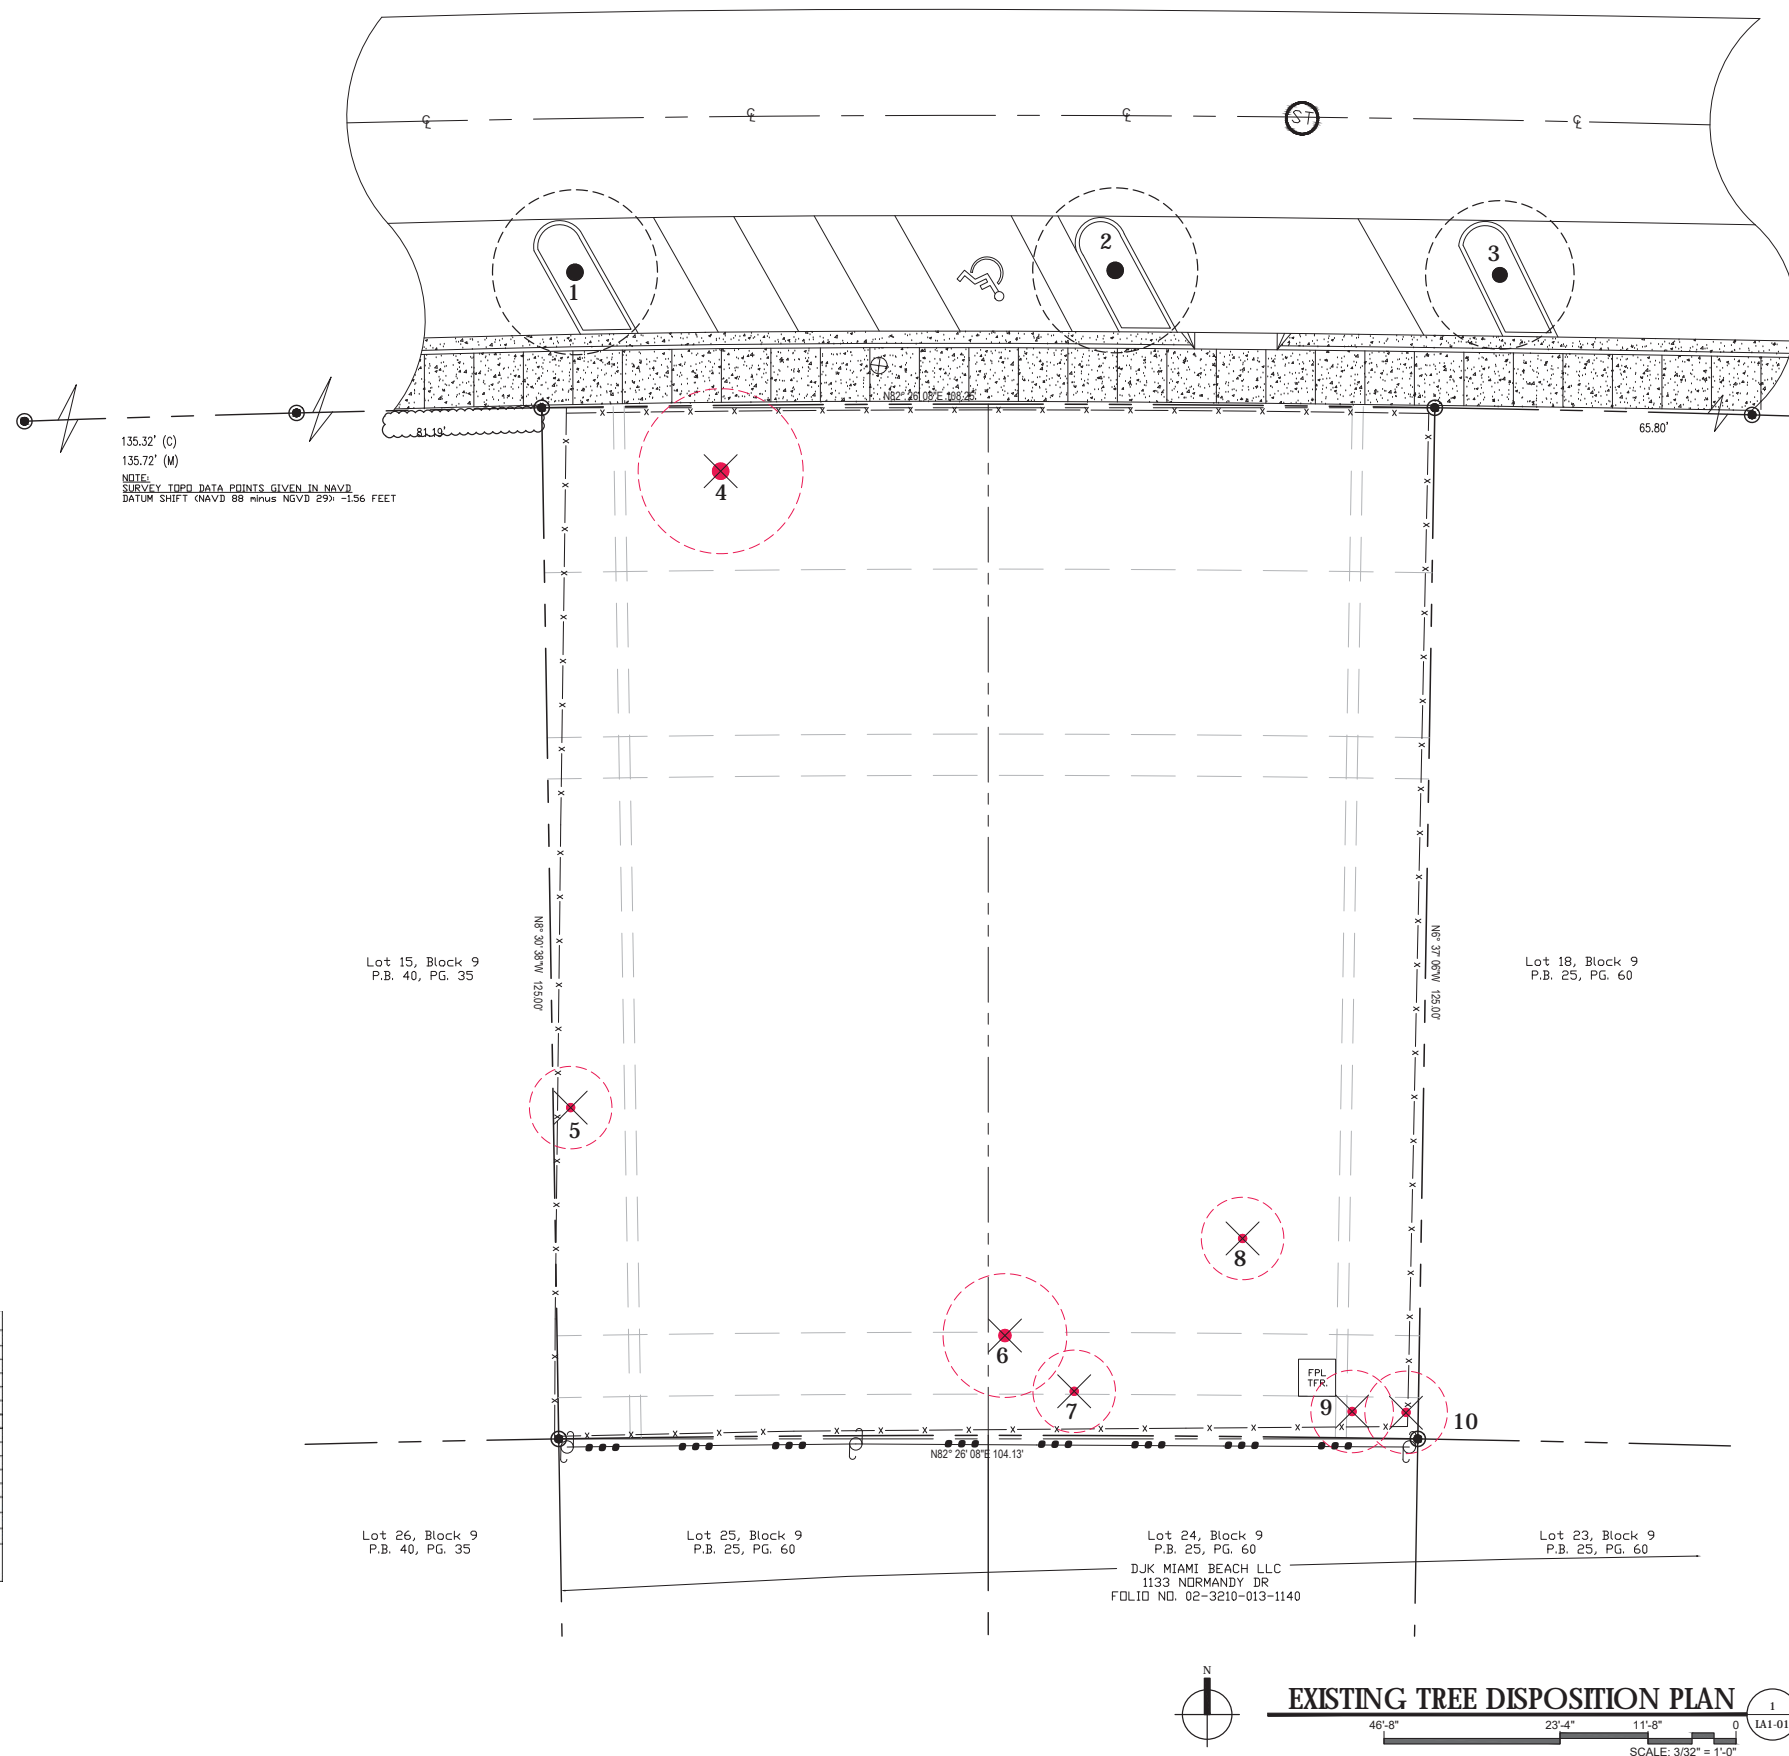 ℄ ℄ ℄ ST ℄
1
2
3
N82° 26' 08"E 108.25'
81.19'
65.80'
135.32' (C)
135.72' (M)
NOTE:
SURVEY TOPO DATA POINTS GIVEN IN NAVD
DATUM SHIFT (NAVD 88 minus NGVD 29): -1.56 FEET
4
N8° 30' 38"W 125.00'
N6° 37' 06"W 125.00'
Lot 15, Block 9
P.B. 40, PG. 35
Lot 18, Block 9
P.B. 25, PG. 60
5
8
6
7
FPL
TFR.
9
10
N82° 26' 08"E 104.13'
Lot 26, Block 9
P.B. 40, PG. 35
Lot 25, Block 9
P.B. 25, PG. 60
Lot 24, Block 9
P.B. 25, PG. 60
Lot 23, Block 9
P.B. 25, PG. 60
DJK MIAMI BEACH LLC
1133 NORMANDY DR
FOLIO NO. 02-3210-013-1140
N
EXISTING TREE DISPOSITION PLAN
1
LA1-01
46'-8" 23'-4" 11'-8" 0
SCALE: 3/32" = 1'-0"